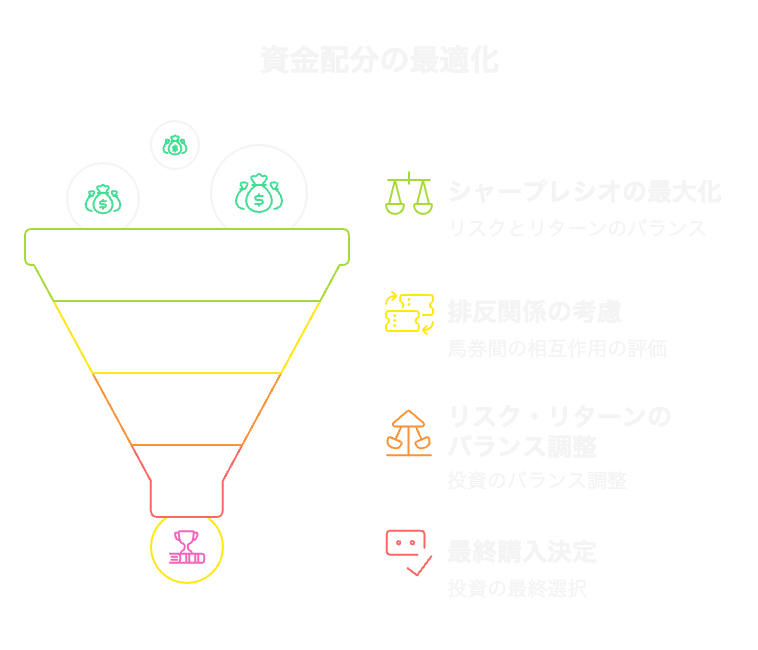 資金配分の最適化
シャープレシオの最大化
リスクとリターンのバランス
排反関係の考慮
馬券間の相互作用の評価
リスク・リターンの
バランス調整
投資のバランス調整
最終購入決定
投資の最終選択